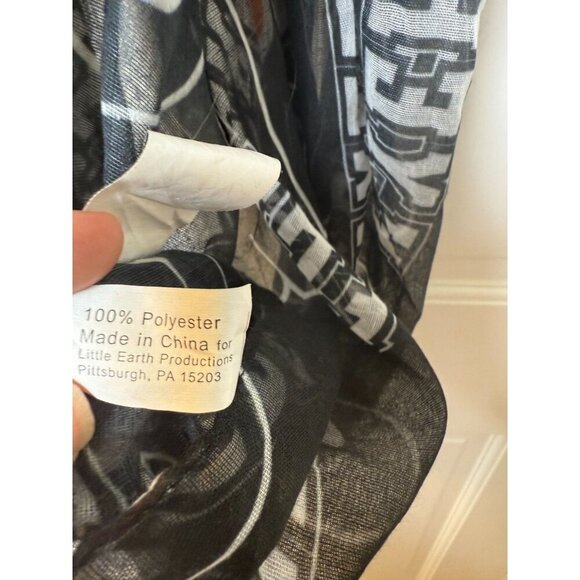 100% Polyester
Made in China for
Little Earth Productions
Pittsburgh, PA 15203